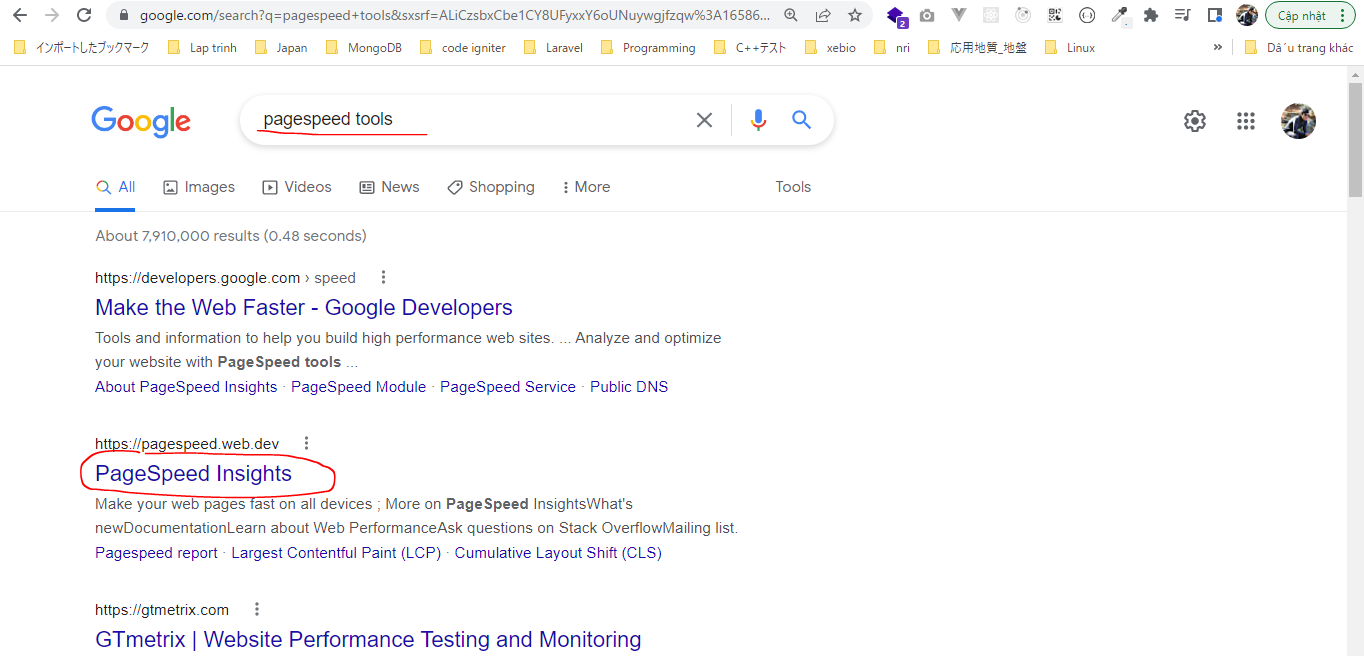 google.com/search?q=pagespeed+tools&sxsrf=ALiCzsbxCbe1CY8UFyxxY6oUNuywgjfzqw%3A16586...
2
Cập nhật
インポートしたブックマーク
Lap trinh
Japan
MongoDB
code igniter
Laravel
Programming
C++テスト
xebio
nri
応用地質_地盤
Linux
»
Dấu trang khác
Google
pagespeed tools
All
Images
Videos
News
Shopping
More
Tools
About 7,910,000 results (0.48 seconds)
https://developers.google.com › speed
Make the Web Faster - Google Developers
Tools and information to help you build high performance web sites. ... Analyze and optimize
your website with PageSpeed tools ...
About PageSpeed Insights · PageSpeed Module · PageSpeed Service · Public DNS
https://pagespeed.web.dev
PageSpeed Insights
Make your web pages fast on all devices ; More on PageSpeed InsightsWhat's
newDocumentationLearn about Web PerformanceAsk questions on Stack OverflowMailing list.
Pagespeed report · Largest Contentful Paint (LCP) · Cumulative Layout Shift (CLS)
https://gtmetrix.com
GTmetrix | Website Performance Testing and Monitoring